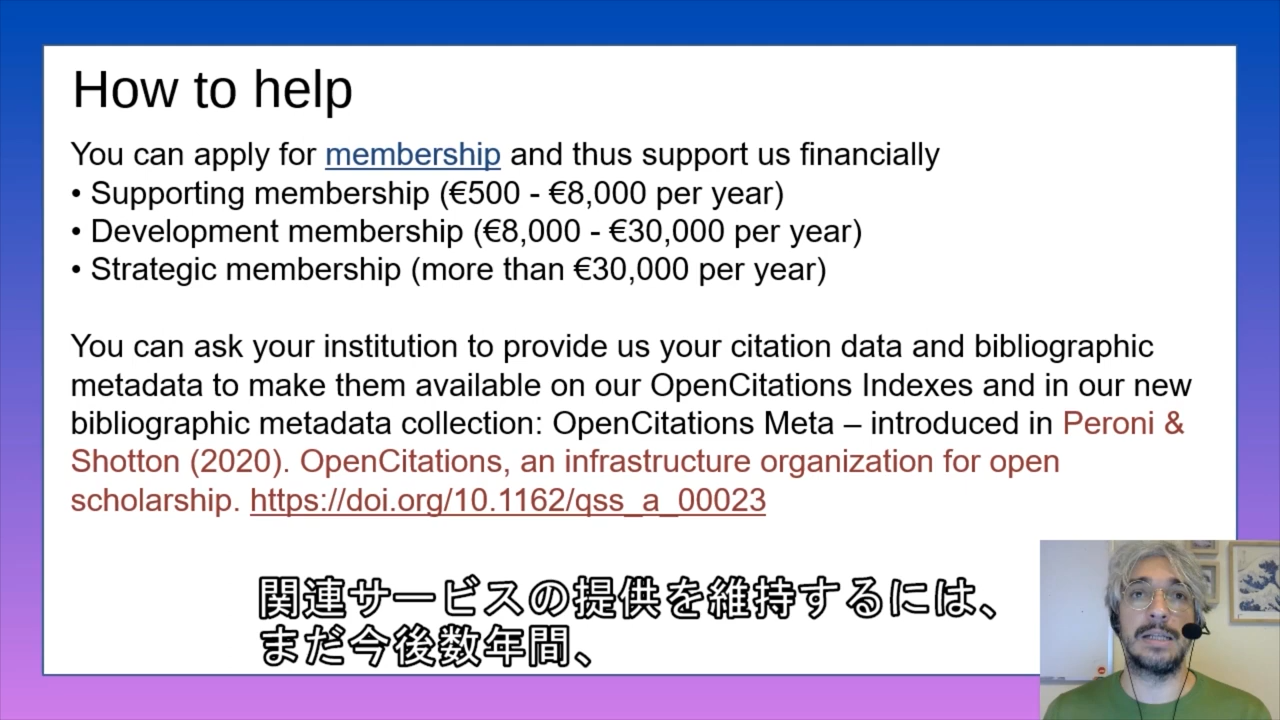 How to help
You can apply for membership and thus support us financially
• Supporting membership (€500 - €8,000 per year)
• Development membership (€8,000 - €30,000 per year)
• Strategic membership (more than €30,000 per year)
You can ask your institution to provide us your citation data and bibliographic
metadata to make them available on our OpenCitations Indexes and in our new
bibliographic metadata collection: OpenCitations Meta – introduced in Peroni &
Shotton (2020). OpenCitations, an infrastructure organization for open
scholarship. https://doi.org/10.1162/qss_a_00023
関連サービスの提供を維持するには、
まだ今後数年間、